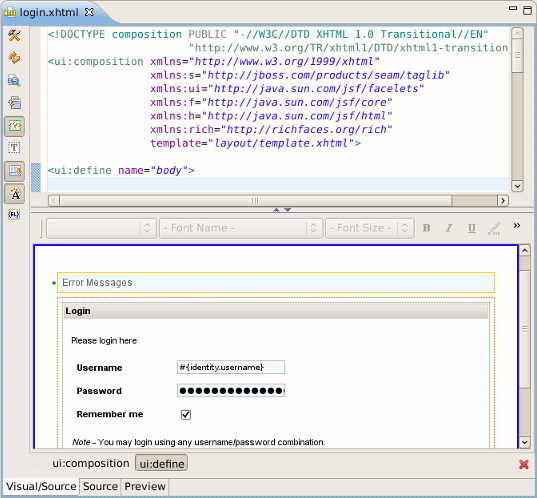 login.xhtml
<!DOCTYPE composition PUBLIC "-//W3C//DTD XHTML 1.0 Transitional//EN"
"http://www.w3.org/TR/xhtml1/DTD/xhtml1-transition
<ui:composition xmlns="http://www.w3.org/1999/xhtml"
xmlns:s="http://jboss.com/products/seam/taglib"
xmlns:ui="http://java.sun.com/jsf/facelets"
xmlns:f="http://java.sun.com/jsf/core"
xmlns:h="http://java.sun.com/jsf/html"
xmlns:rich="http://richfaces.org/rich"
template="layout/template.xhtml">
<ui:define name="body">
- Font Name - - Font Size - B I U »
Error Messages
Login
Please login here
Username #{identity.username}
Password
Remember me
Note - You may login using any username/password combination.
ui:composition ui:define
Visual/Source Source Preview